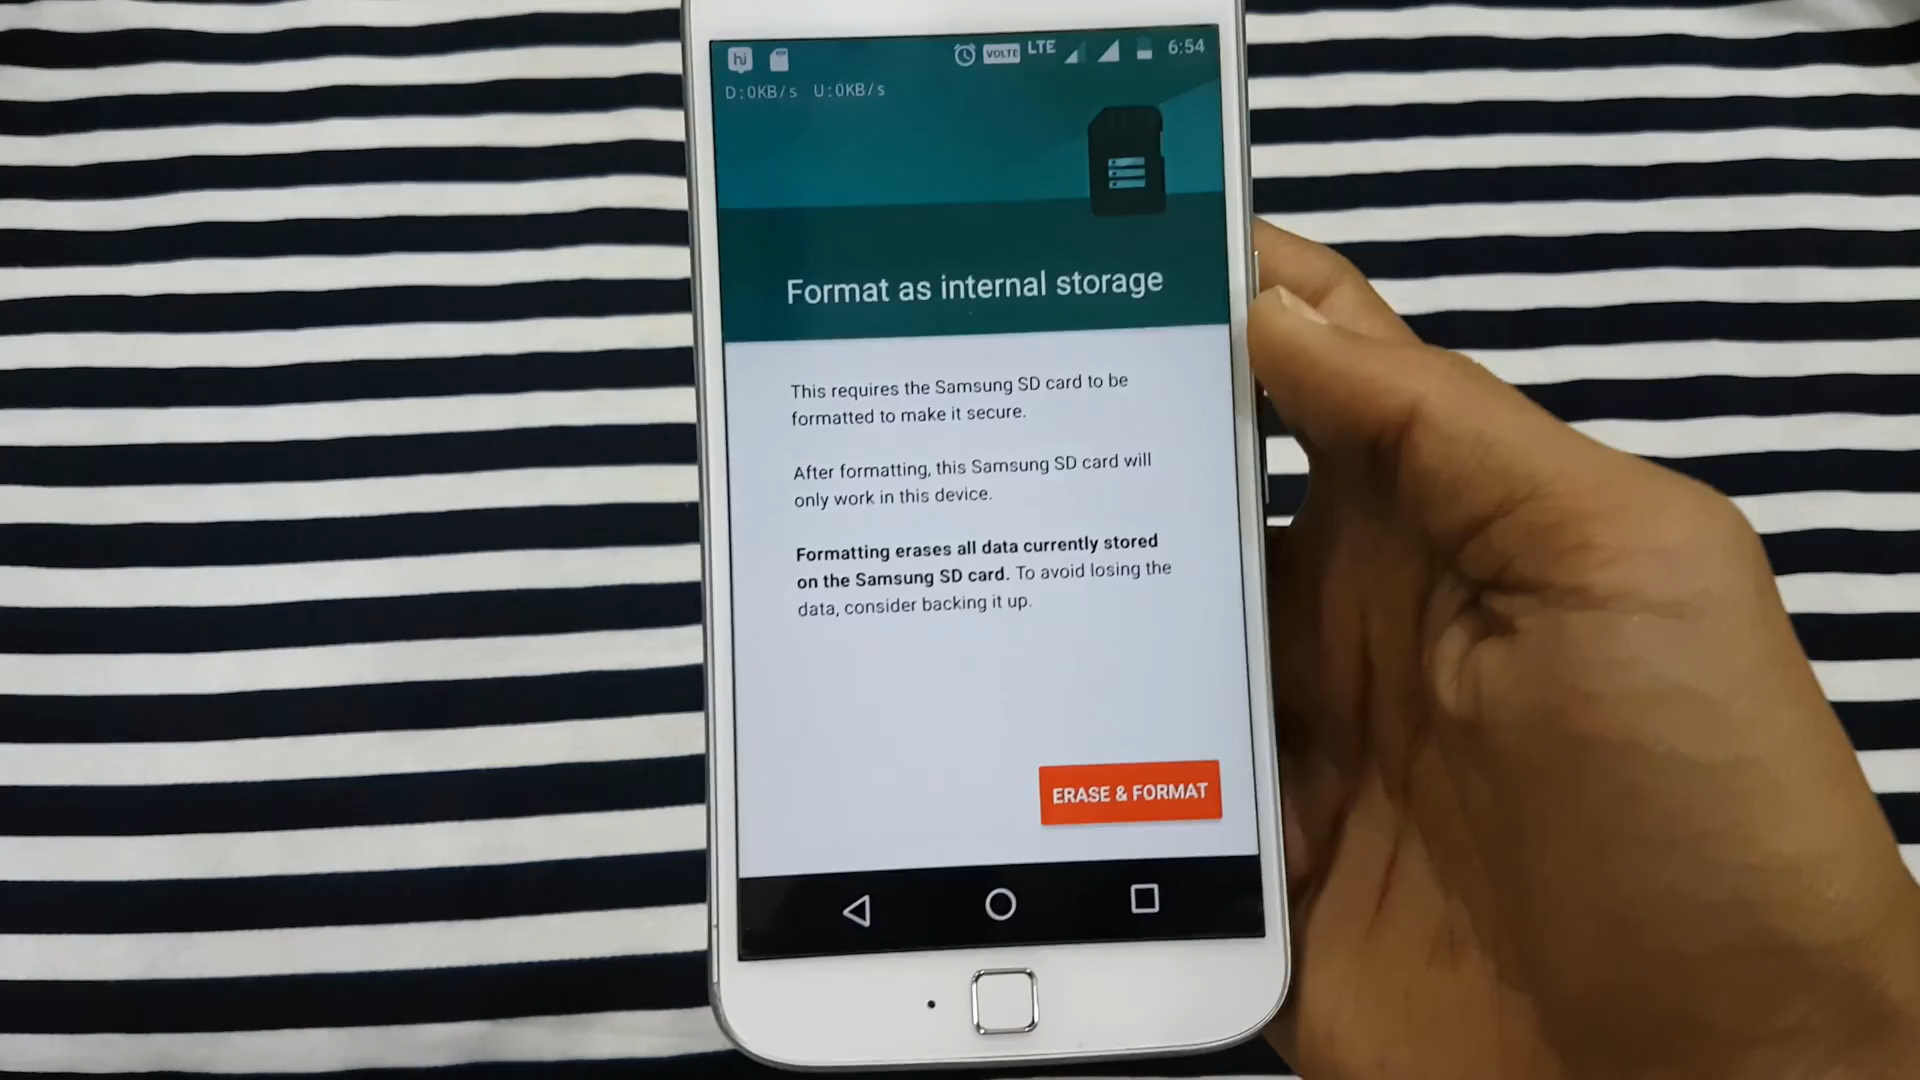 hi VOLTE LTE 6:54
D:0KB/s U:0KB/s
Format as internal storage
This requires the Samsung SD card to be
formatted to make it secure.
After formatting, this Samsung SD card will
only work in this device.
Formatting erases all data currently stored
on the Samsung SD card. To avoid losing the
data, consider backing it up.
ERASE & FORMAT